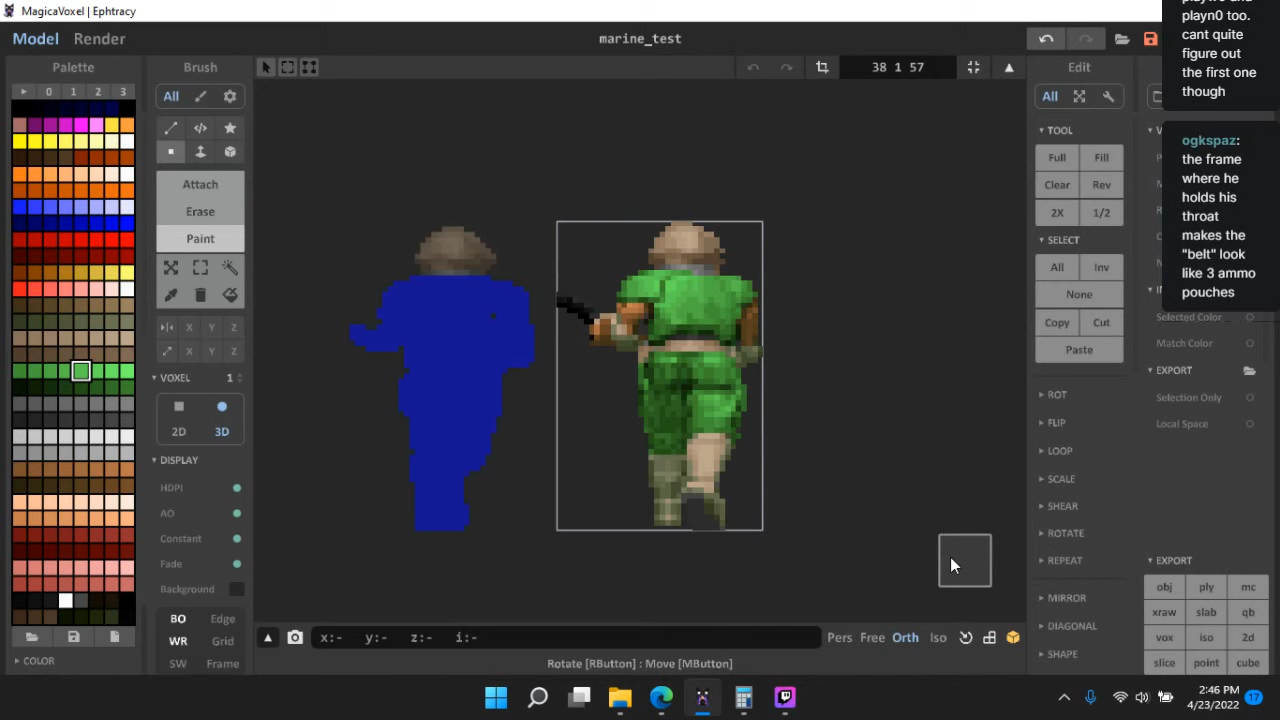 MagicaVoxel | Ephtracy
Model Render
marine_test
playn0 too.
cant quite
figure out
the first one
though
ogkspaz:
the frame
where he
holds his
throat
makes the
"belt" look
like 3 ammo
pouches
Palette
0 1 2 3
COLOR
Brush
All
Attach
Erase
Paint
X Y Z
X Y Z
VOXEL 1
2D 3D
DISPLAY
HDPI
AO
Constant
Fade
Background
BO Edge
WR Grid
SW Frame
38 1 57
x:- y:- z:- i:-
Pers Free Orth Iso
Rotate [RButton] : Move [MButton]
Edit
All
TOOL
Full Fill
Clear Rev
2X 1/2
SELECT
All Inv
None
Copy Cut
Paste
ROT
FLIP
LOOP
SCALE
SHEAR
ROTATE
REPEAT
MIRROR
DIAGONAL
SHAPE
Selected Color
Match Color
EXPORT
Selection Only
Local Space
EXPORT
obj ply mc
xraw slab qb
vox iso 2d
slice point cube
2:46 PM
4/23/2022
17